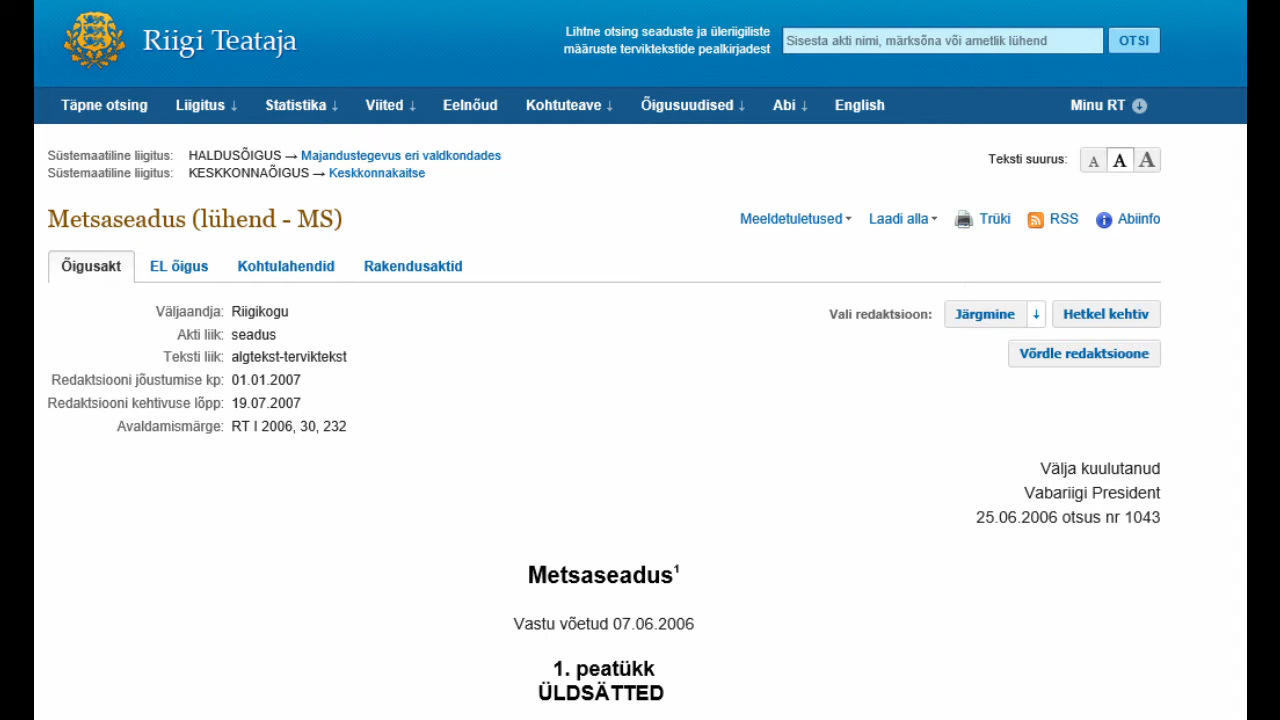 Riigi Teataja
Lihtne otsing seaduste ja üleriigiliste
määruste terviktekstide pealkirjadest
Sisesta akti nimi, märksõna või ametlik lühend
OTSI
Täpne otsing Liigitus ↓ Statistika ↓ Viited ↓ Eelnõud Kohtuteave ↓ Õigusuudised ↓ Abi ↓ English Minu RT
Süstemaatiline liigitus: HALDUSÕIGUS → Majandustegevus eri valdkondades
Süstemaatiline liigitus: KESKKONNAÕIGUS → Keskkonnakaitse
Teksti suurus: A A A
Metsaseadus (lühend - MS)
Meeldetuletused Laadi alla Trüki RSS Abiinfo
Õigusakt EL õigus Kohtulahendid Rakendusaktid
Väljaandja: Riigikogu
Akti liik: seadus
Teksti liik: algtekst-terviktekst
Redaktsiooni jõustumise kp: 01.01.2007
Redaktsiooni kehtivuse lõpp: 19.07.2007
Avaldamismärge: RT I 2006, 30, 232
Vali redaktsioon: Järgmine ↓ Hetkel kehtiv
Võrdle redaktsioone
Välja kuulutanud
Vabariigi President
25.06.2006 otsus nr 1043
Metsaseadus¹
Vastu võetud 07.06.2006
1. peatükk
ÜLDSÄTTED